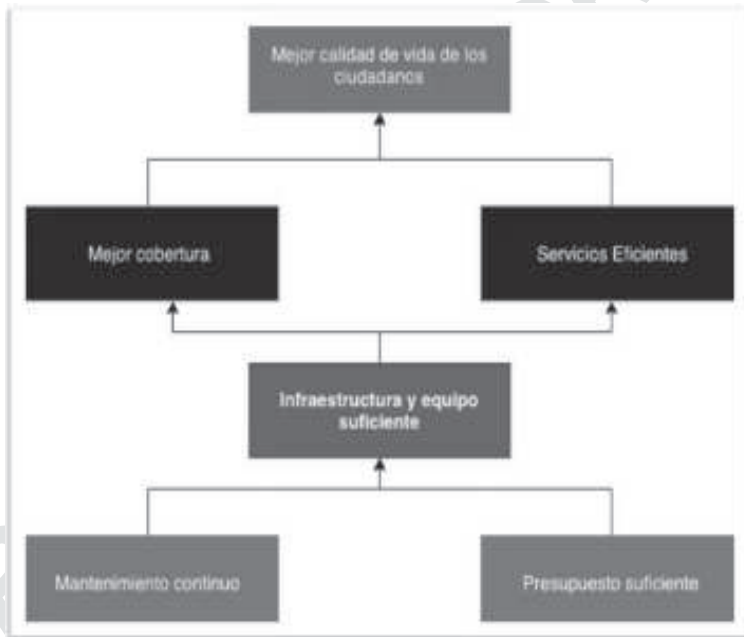 Mejor calidad de vida de los
ciudadanos
Mejor cobertura
Servicios Eficientes
Infraestructura y equipo
suficiente
Mantenimiento continuo
Presupuesto suficiente